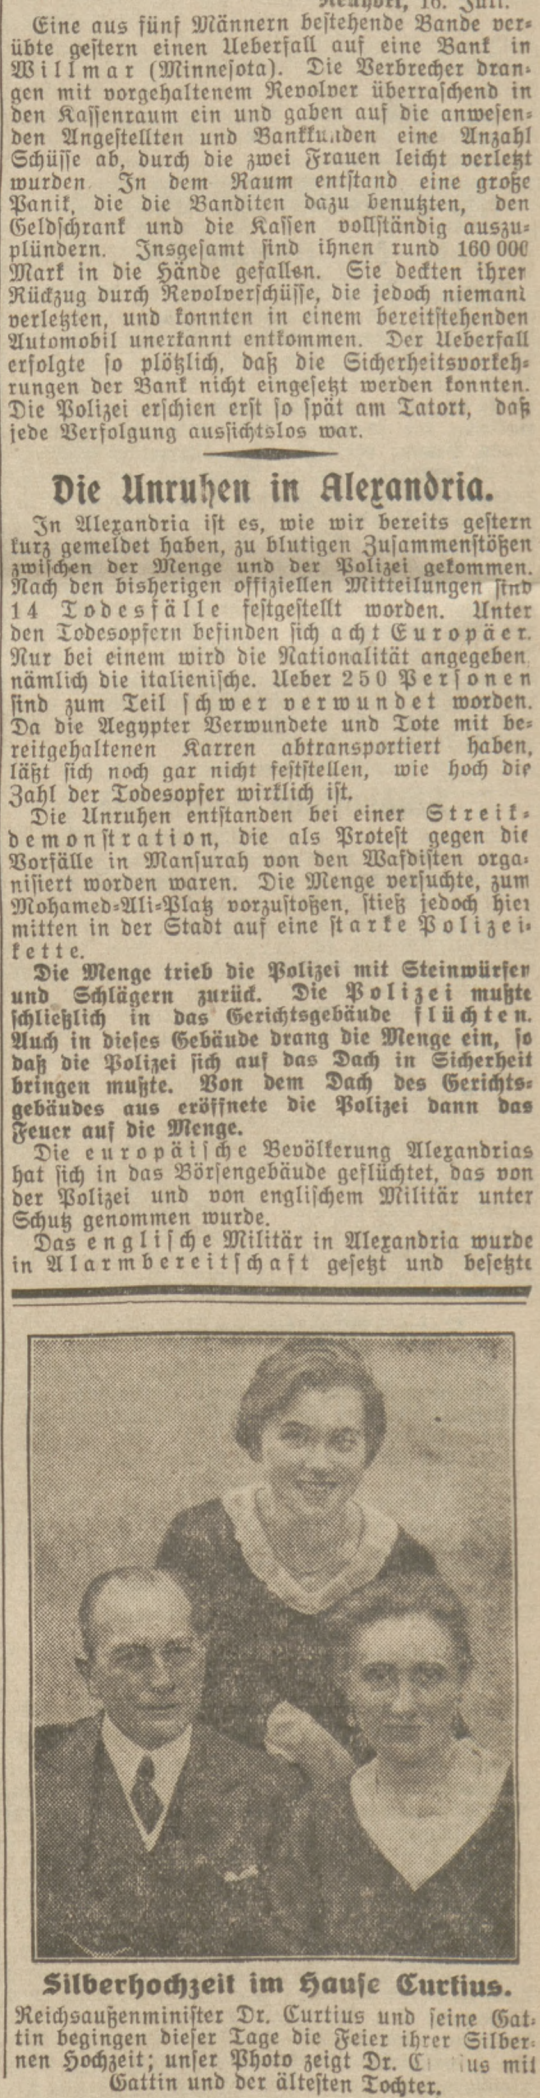 Neuyork, 16. Juli.
Eine aus fünf Männern bestehende Bande ver-
übte gestern einen Ueberfall auf eine Bank in
Willmar (Minnesota). Die Verbrecher dran-
gen mit vorgehaltenem Revolver überraschend in
den Kassenraum ein und gaben auf die anwesen-
den Angestellten und Bankkunden eine Anzahl
Schüsse ab, durch die zwei Frauen leicht verletzt
wurden. In dem Raum entstand eine große
Panik, die die Banditen dazu benutzten, den
Geldschrank und die Kassen vollständig auszu-
plündern. Insgesamt sind ihnen rund 160 000
Mark in die Hände gefallen. Sie deckten ihren
Rückzug durch Revolverschüsse, die jedoch niemand
verletzten, und konnten in einem bereitstehenden
Automobil unerkannt entkommen. Der Ueberfall
erfolgte so plötzlich, daß die Sicherheitsvorkeh-
rungen der Bank nicht eingesetzt werden konnten.
Die Polizei erschien erst so spät am Tatort, daß
jede Verfolgung aussichtslos war.
Die Unruhen in Alexandria.
In Alexandria ist es, wie wir bereits gestern
kurz gemeldet haben, zu blutigen Zusammenstößen
zwischen der Menge und der Polizei gekommen.
Nach den bisherigen offiziellen Mitteilungen sind
14 Todesfälle festgestellt worden. Unter
den Todesopfern befinden sich acht Europäer.
Nur bei einem wird die Nationalität angegeben,
nämlich die italienische. Ueber 250 Personen
sind zum Teil schwer verwundet worden.
Da die Aegypter Verwundete und Tote mit be-
reitgehaltenen Karren abtransportiert haben,
läßt sich noch gar nicht feststellen, wie hoch die
Zahl der Todesopfer wirklich ist.
Die Unruhen entstanden bei einer Streik-
demonstration, die als Protest gegen die
Vorfälle in Mansurah von den Wafdisten orga-
nisiert worden waren. Die Menge versuchte, zum
Mohamed-Ali-Platz vorzustoßen, stieß jedoch hier
mitten in der Stadt auf eine starke Polizei-
kette.
Die Menge trieb die Polizei mit Steinwürfen
und Schlägern zurück. Die Polizei mußte
schließlich in das Gerichtsgebäude flüchten.
Auch in dieses Gebäude drang die Menge ein, so
daß die Polizei sich auf das Dach in Sicherheit
bringen mußte. Von dem Dach des Gerichts-
gebäudes aus eröffnete die Polizei dann das
Feuer auf die Menge.
Die europäische Bevölkerung Alexandrias
hat sich in das Börsengebäude geflüchtet, das von
der Polizei und von englischem Militär unter
Schutz genommen wurde.
Das englische Militär in Alexandria wurde
in Alarmbereitschaft gesetzt und besetzte
Silberhochzeit im Hause Curtius.
Reichsaußenminister Dr. Curtius und seine Gat-
tin begingen dieser Tage die Feier ihrer Silber-
nen Hochzeit; unser Photo zeigt Dr. Curtius mit
Gattin und der ältesten Tochter.